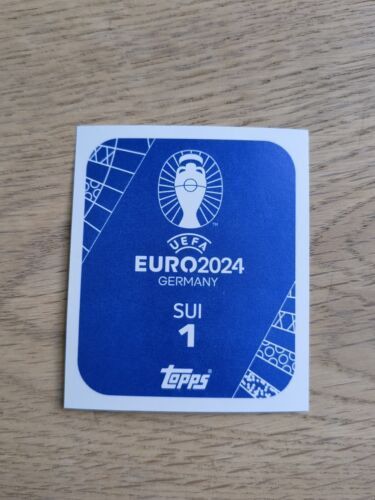 UEFA
EURO2024
GERMANY
SUI
1
Topps